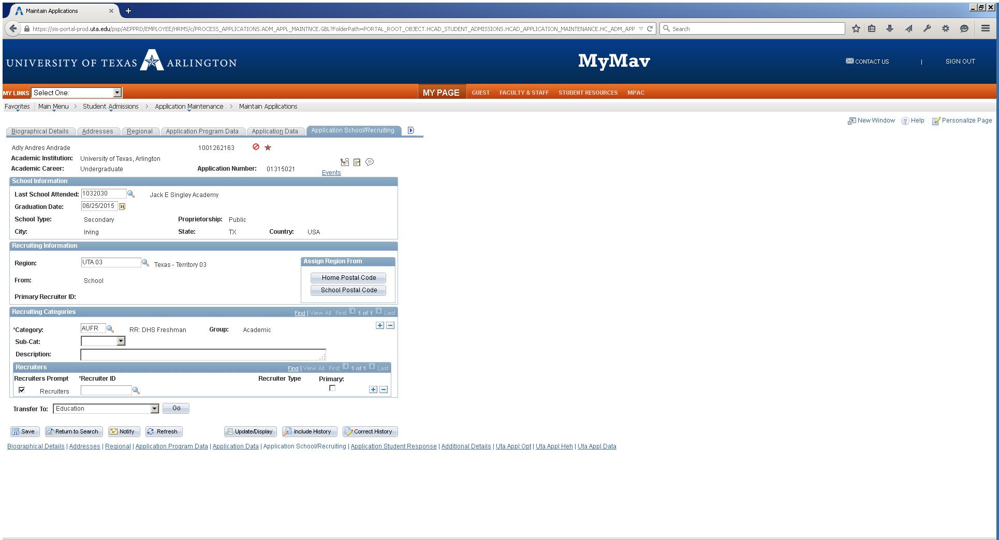 Maintain Applications
https://sis-portal-prod.uta.edu/psp/AEPPRD/EMPLOYEE/HRMS/c/PROCESS_APPLICATIONS.ADM_APPL_MAINTNCE.GBL?FolderPath=PORTAL_ROOT_OBJECT.HCAD_STUDENT_ADMISSIONS.HCAD_APPLICATION_MAINTENANCE.HC_ADM_APP Search
UNIVERSITY OF TEXAS ARLINGTON MyMav CONTACT US | SIGN OUT
MY LINKS Select One: MY PAGE GUEST FACULTY & STAFF STUDENT RESOURCES MPAC
Favorites Main Menu > Student Admissions > Application Maintenance > Maintain Applications
New Window Help Personalize Page
Biographical Details Addresses Regional Application Program Data Application Data Application School/Recruiting
Adly Andres Andrade 1001262163
Academic Institution: University of Texas, Arlington
Academic Career: Undergraduate Application Number: 01315021
Events
School Information
Last School Attended: 1032030 Jack E Singley Academy
Graduation Date: 06/25/2015 31
School Type: Secondary Proprietorship: Public
City: Irving State: TX Country: USA
Recruiting Information
Region: UTA 03 Texas - Territory 03
Assign Region From
Home Postal Code
From: School
School Postal Code
Primary Recruiter ID:
Recruiting Categories Find | View All First 1 of 1 Last
*Category: AUFR RR: DHS Freshman Group: Academic
Sub-Cat:
Description:
Recruiters Find | View All First 1 of 1 Last
Recruiters Prompt *Recruiter ID Recruiter Type Primary:
Recruiters
Transfer To: Education Go
Save Return to Search Notify Refresh Update/Display Include History Correct History
Biographical Details | Addresses | Regional | Application Program Data | Application Data | Application School/Recruiting | Application Student Response | Additional Details | Uta Appl Opt | Uta Appl Heh | Uta Appl Data